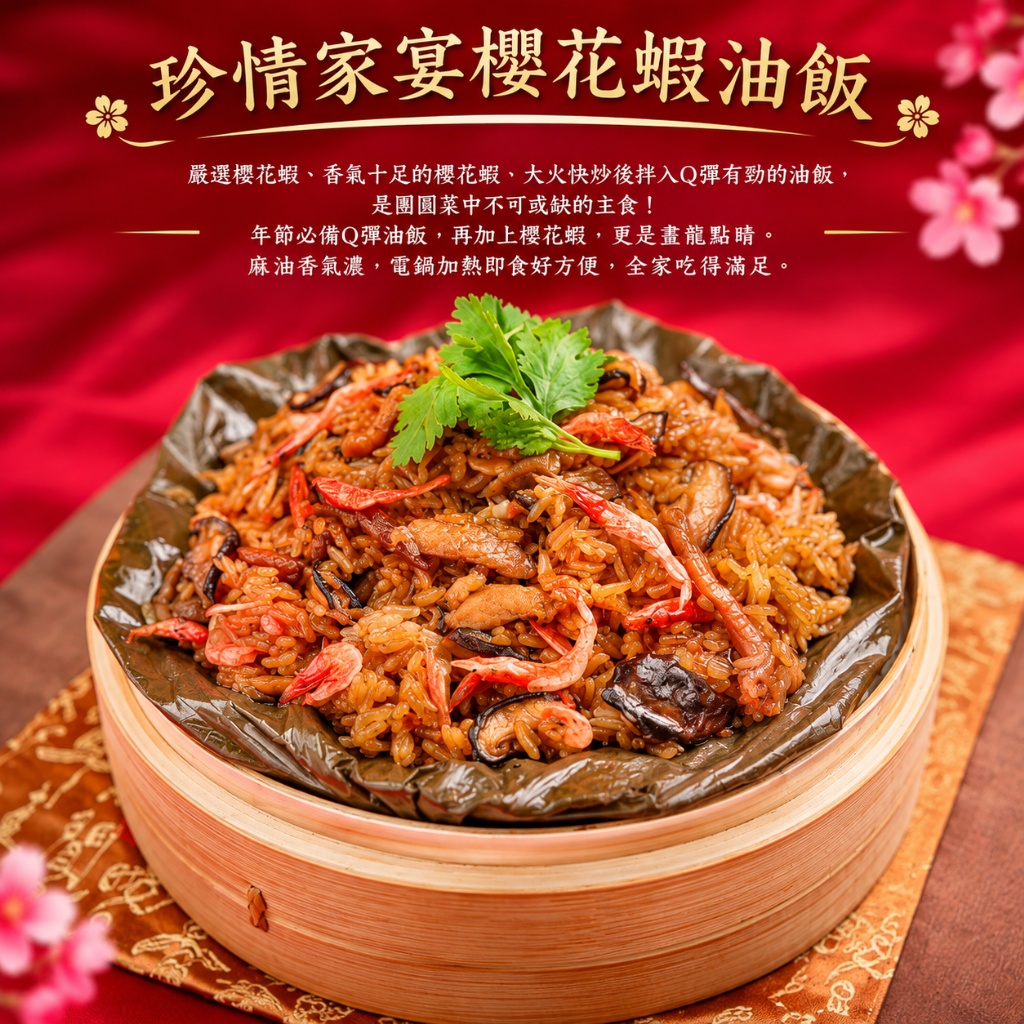 珍情家宴櫻花蝦油飯
嚴選櫻花蝦、香氣十足的櫻花蝦、大火快炒後拌入Q彈有勁的油飯，
是團圓菜中不可或缺的主食！
年節必備Q彈油飯，再加上櫻花蝦，更是畫龍點睛。
麻油香氣濃，電鍋加熱即食好方便，全家吃得滿足。